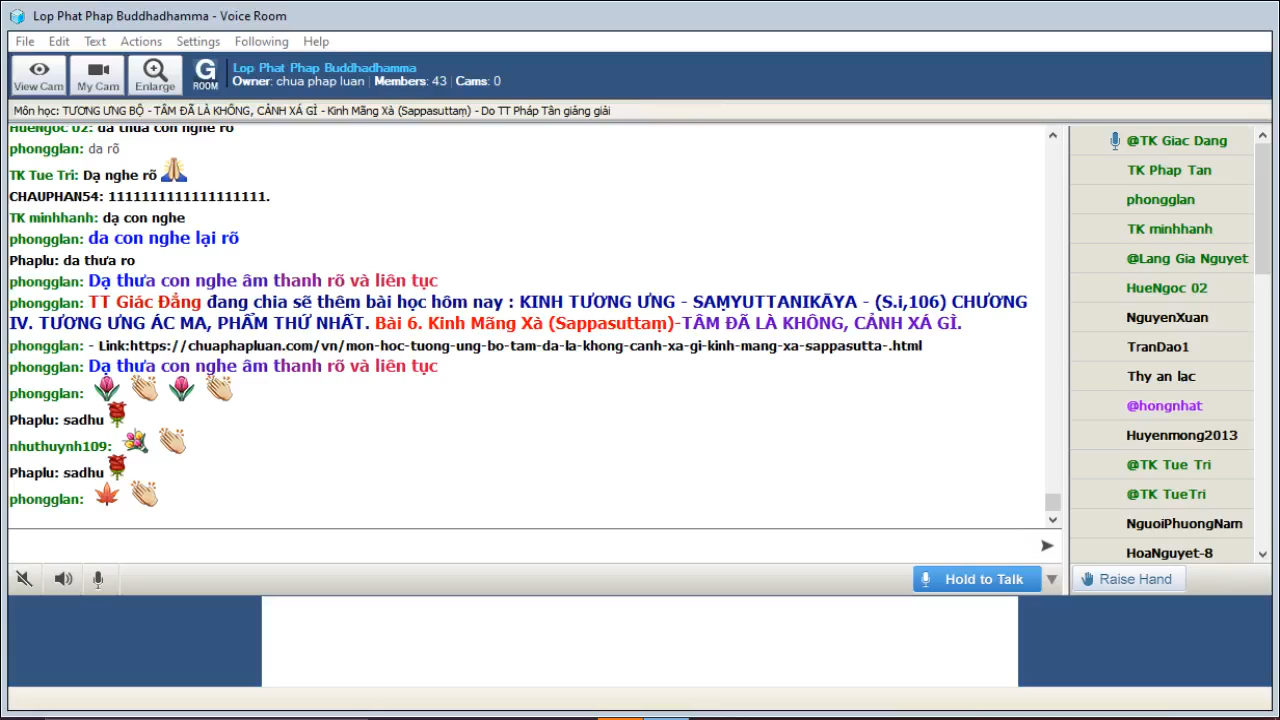 Lop Phat Phap Buddhadhamma - Voice Room
File Edit Text Actions Settings Following Help
View Cam My Cam Enlarge G ROOM
Lop Phat Phap Buddhadhamma
Owner: chua phap luan | Members: 43 | Cams: 0
Môn học: TƯƠNG ƯNG BỘ - TÂM ĐÃ LÀ KHÔNG, CẢNH XÁ GÌ - Kinh Mãng Xà (Sappasuttaṃ) - Do TT Pháp Tân giảng giải
HueNgoc 02: da thua con nghe ro
phongglan: da rõ
TK Tue Tri: Dạ nghe rõ
CHAUPHAN54: 1111111111111111111.
TK minhhanh: dạ con nghe
phongglan: da con nghe lại rõ
Phaplu: da thưa ro
phongglan: Dạ thưa con nghe âm thanh rõ và liên tục
phongglan: TT Giác Đẳng đang chia sẽ thêm bài học hôm nay : KINH TƯƠNG ƯNG - SAṂYUTTANIKĀYA - (S.i,106) CHƯƠNG
IV. TƯƠNG ƯNG ÁC MA, PHẨM THỨ NHẤT. Bài 6. Kinh Mãng Xà (Sappasuttaṃ)-TÂM ĐÃ LÀ KHÔNG, CẢNH XÁ GÌ.
phongglan: - Link:https://chuaphapluan.com/vn/mon-hoc-tuong-ung-bo-tam-da-la-khong-canh-xa-gi-kinh-mang-xa-sappasutta-.html
phongglan: Dạ thưa con nghe âm thanh rõ và liên tục
phongglan:
Phaplu: sadhu
nhuthuynh109:
Phaplu: sadhu
phongglan:
@TK Giac Dang
TK Phap Tan
phongglan
TK minhhanh
@Lang Gia Nguyet
HueNgoc 02
NguyenXuan
TranDao1
Thy an lac
@hongnhat
Huyenmong2013
@TK Tue Tri
@TK TueTri
NguoiPhuongNam
HoaNguyet-8
Hold to Talk
Raise Hand